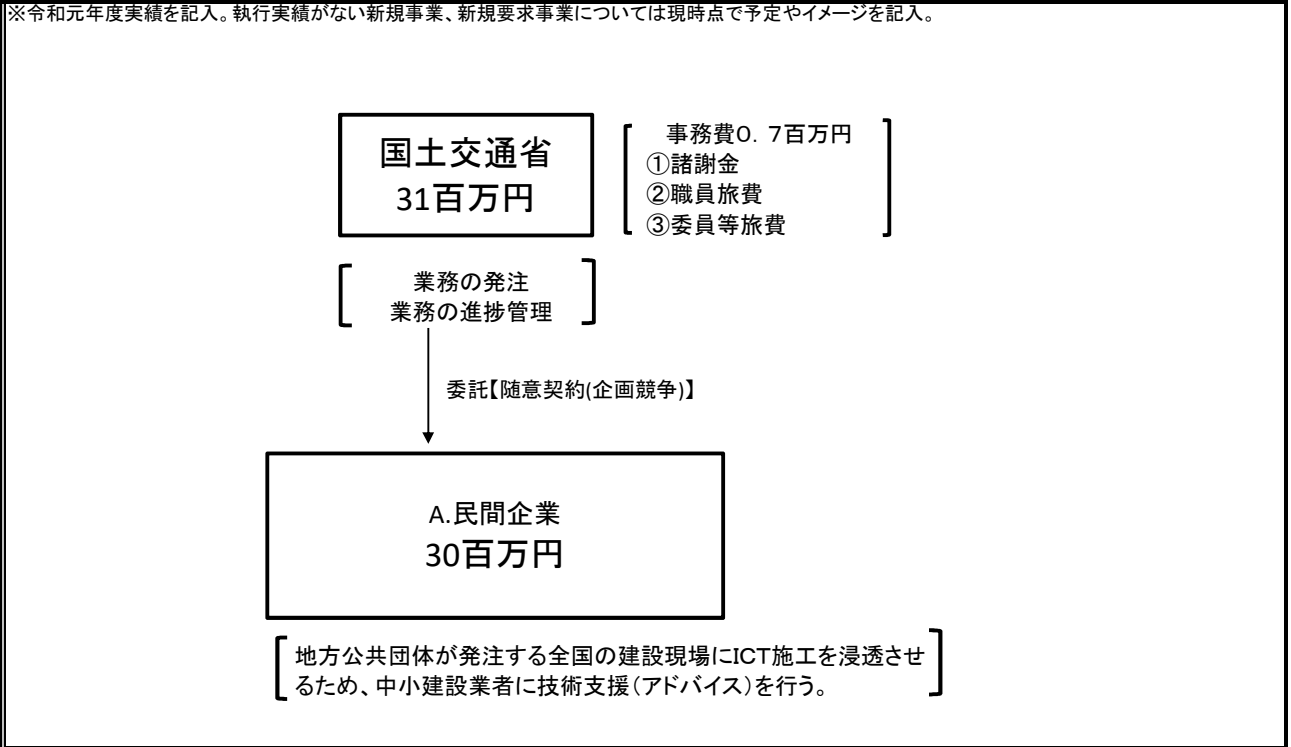 ※令和元年度実績を記入。執行実績がない新規事業、新規要求事業については現時点で予定やイメージを記入。
国土交通省
31百万円
事務費0．7百万円
①諸謝金
②職員旅費
③委員等旅費
業務の発注
業務の進捗管理
委託【随意契約(企画競争)】
A.民間企業
30百万円
地方公共団体が発注する全国の建設現場にICT施工を浸透させ
るため、中小建設業者に技術支援（アドバイス）を行う。